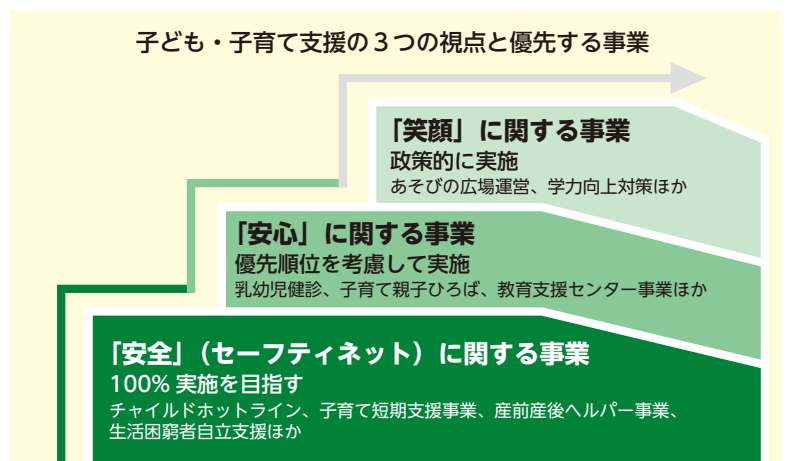 子ども・子育て支援の３つの視点と優先する事業
「笑顔」に関する事業
政策的に実施
あそびの広場運営、学力向上対策ほか
「安心」に関する事業
優先順位を考慮して実施
乳幼児健診、子育て親子ひろば、教育支援センター事業ほか
「安全」（セーフティネット）に関する事業
100% 実施を目指す
チャイルドホットライン、子育て短期支援事業、産前産後ヘルパー事業、
生活困窮者自立支援ほか